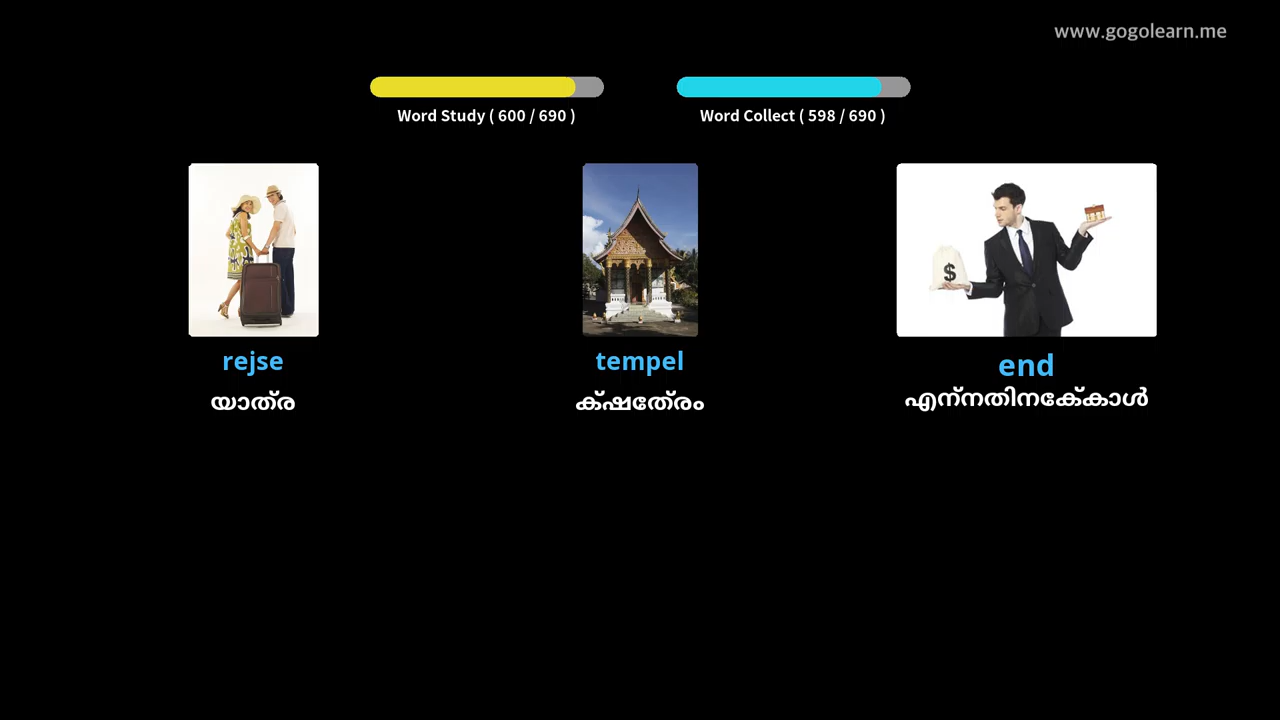 www.gogolearn.me
Word Study ( 600 / 690 )
Word Collect ( 598 / 690 )
$
rejse
tempel
end
യാത്ര
ക്ഷേത്രം
എന്നതിനേക്കാൾ